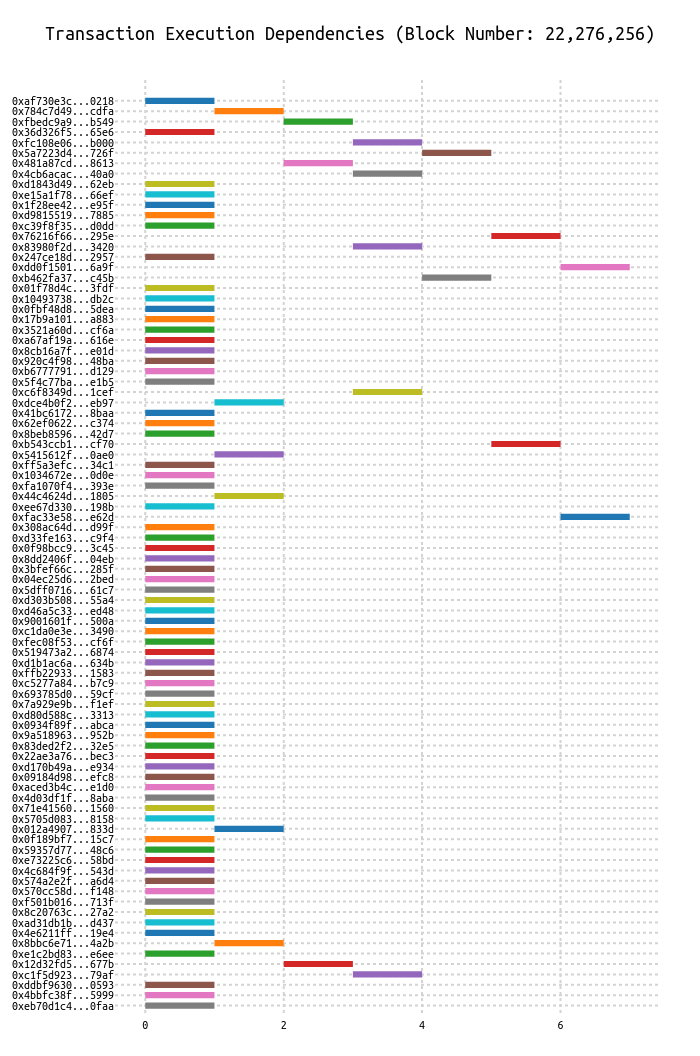 Transaction Execution Dependencies (Block Number: 22,276,256)
0xaf730e3c...0218
0x784c7d49...cdfa
0xfbedc9a9...b549
0x36d326f5...65e6
0xfc108e06...b000
0x5a7223d4...726f
0x481a87cd...8613
0x4cb6acac...40a0
0xd1843d49...62eb
0xe15a1f78...66ef
0x1f28ee42...e95f
0xd9815519...7885
0xc39f8f35...d0dd
0x76216f66...295e
0x83980f2d...3420
0x247ce18d...2957
0xdd0f1501...6a9f
0xb462fa37...c45b
0x01f78d4c...3fdf
0x10493738...db2c
0x0fbf48d8...5dea
0x17b9a101...a883
0x3521a60d...cf6a
0xa67af19a...616e
0x8cb16a7f...e01d
0x920c4f98...48ba
0xb6777791...d129
0x5f4c77ba...e1b5
0xc6f8349d...1cef
0xdce4b0f2...eb97
0x41bc6172...8baa
0x62ef0622...c374
0x8beb8596...42d7
0xb543ccb1...cf70
0x5415612f...0ae0
0xff5a3efc...34c1
0x1034672e...0d0e
0xfa1070f4...393e
0x44c4624d...1805
0xee67d330...198b
0xfac33e58...e62d
0x308ac64d...d99f
0xd33fe163...c9f4
0x0f98bcc9...3c45
0x8dd2406f...04eb
0x3bfef66c...285f
0x04ec25d6...2bed
0x5dff0716...61c7
0xd303b508...55a4
0xd46a5c33...ed48
0x9001601f...500a
0xc1da0e3e...3490
0xfec08f53...cf6f
0x519473a2...6874
0xd1b1ac6a...634b
0xffb22933...1583
0xc5277a84...b7c9
0x693785d0...59cf
0x7a929e9b...f1ef
0xd80d588c...3313
0x0934f89f...abca
0x9a518963...952b
0x83ded2f2...32e5
0x22ae3a76...bec3
0xd170b49a...e934
0x09184d98...efc8
0xaced3b4c...e1d0
0x4d03df1f...8aba
0x71e41560...1560
0x5705d083...8158
0x012a4907...833d
0x0f189bf7...15c7
0x59357d77...48c6
0xe73225c6...58bd
0x4c684f9f...543d
0x574a2e2f...a6d4
0x570cc58d...f148
0xf501b016...713f
0x8c20763c...27a2
0xad31db1b...d437
0x4e6211ff...19e4
0x8bbc6e71...4a2b
0xe1c2bd83...e6ee
0x12d32fd5...677b
0xc1f5d923...79af
0xddbf9630...0593
0x4bbfc38f...5999
0xeb70d1c4...0faa
0 2 4 6